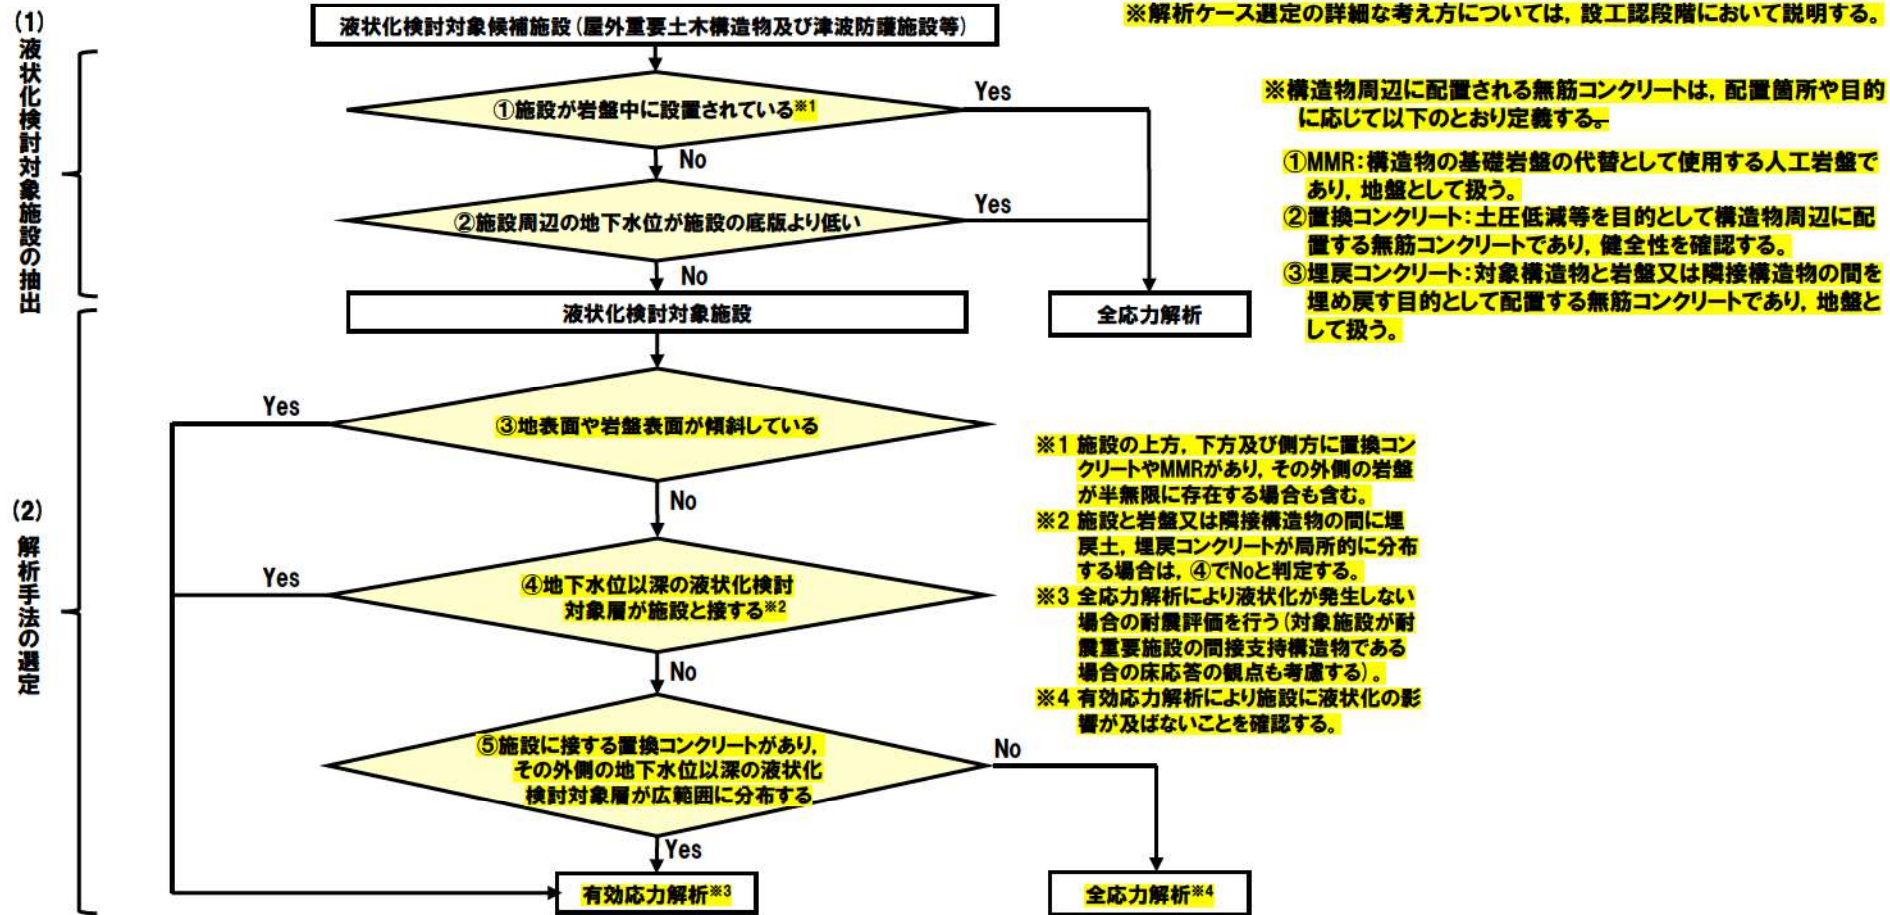 (1)
液状化検討対象施設の抽出
液状化検討対象候補施設(屋外重要土木構造物及び津波防護施設等)
※解析ケース選定の詳細な考え方については，設工認段階において説明する。
①施設が岩盤中に設置されている※1
Yes
No
②施設周辺の地下水位が施設の底版より低い
Yes
No
液状化検討対象施設
全応力解析
※構造物周辺に配置される無筋コンクリートは，配置箇所や目的
に応じて以下のとおり定義する。
①MMR：構造物の基礎岩盤の代替として使用する人工岩盤で
あり，地盤として扱う。
②置換コンクリート：土圧低減等を目的として構造物周辺に配
置する無筋コンクリートであり，健全性を確認する。
③埋戻コンクリート：対象構造物と岩盤又は隣接構造物の間を
埋め戻す目的として配置する無筋コンクリートであり，地盤と
して扱う。
(2)
解析手法の選定
Yes
③地表面や岩盤表面が傾斜している
No
Yes
④地下水位以深の液状化検討
対象層が施設と接する※2
No
⑤施設に接する置換コンクリートがあり，
その外側の地下水位以深の液状化
検討対象層が広範囲に分布する
No
Yes
有効応力解析※3
全応力解析※4
※1 施設の上方，下方及び側方に置換コン
クリートやMMRがあり，その外側の岩盤
が半無限に存在する場合も含む。
※2 施設と岩盤又は隣接構造物の間に埋
戻土，埋戻コンクリートが局所的に分布
する場合は，④でNoと判定する。
※3 全応力解析により液状化が発生しない
場合の耐震評価を行う(対象施設が耐
震重要施設の間接支持構造物である
場合の床応答の観点も考慮する)。
※4 有効応力解析により施設に液状化の影
響が及ばないことを確認する。